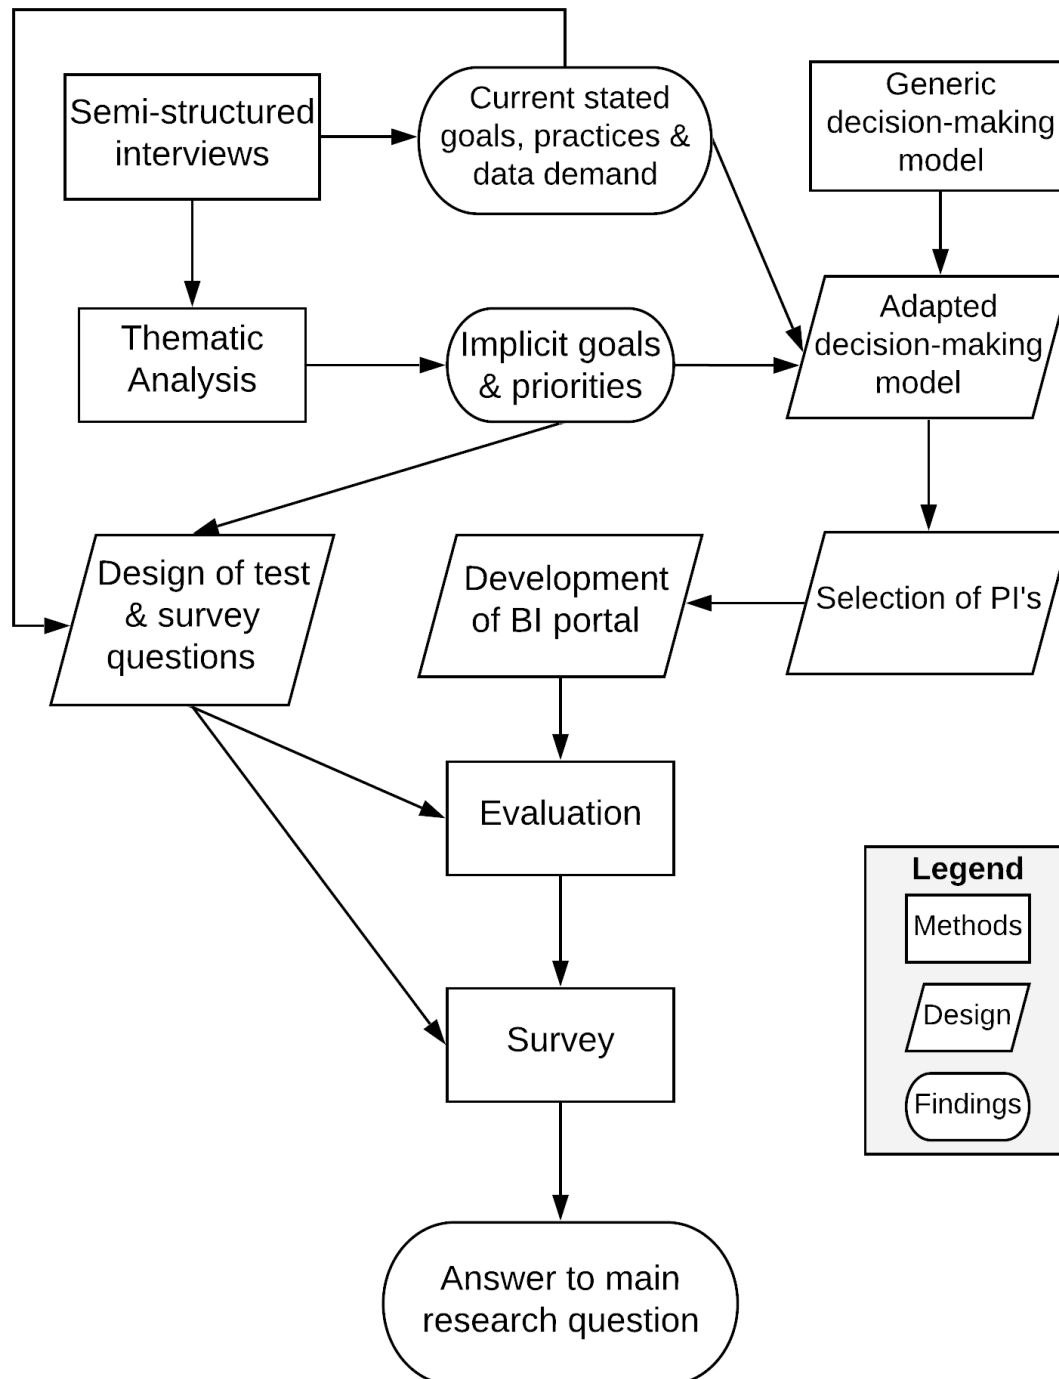 Semi-structured
interviews
Current stated
goals, practices &
data demand
Generic
decision-making
model
Thematic
Analysis
Implicit goals
& priorities
Adapted
decision-making
model
Design of test
& survey
questions
Development
of BI portal
Selection of PI's
Evaluation
Survey
Answer to main
research question
Legend
Methods
Design
Findings